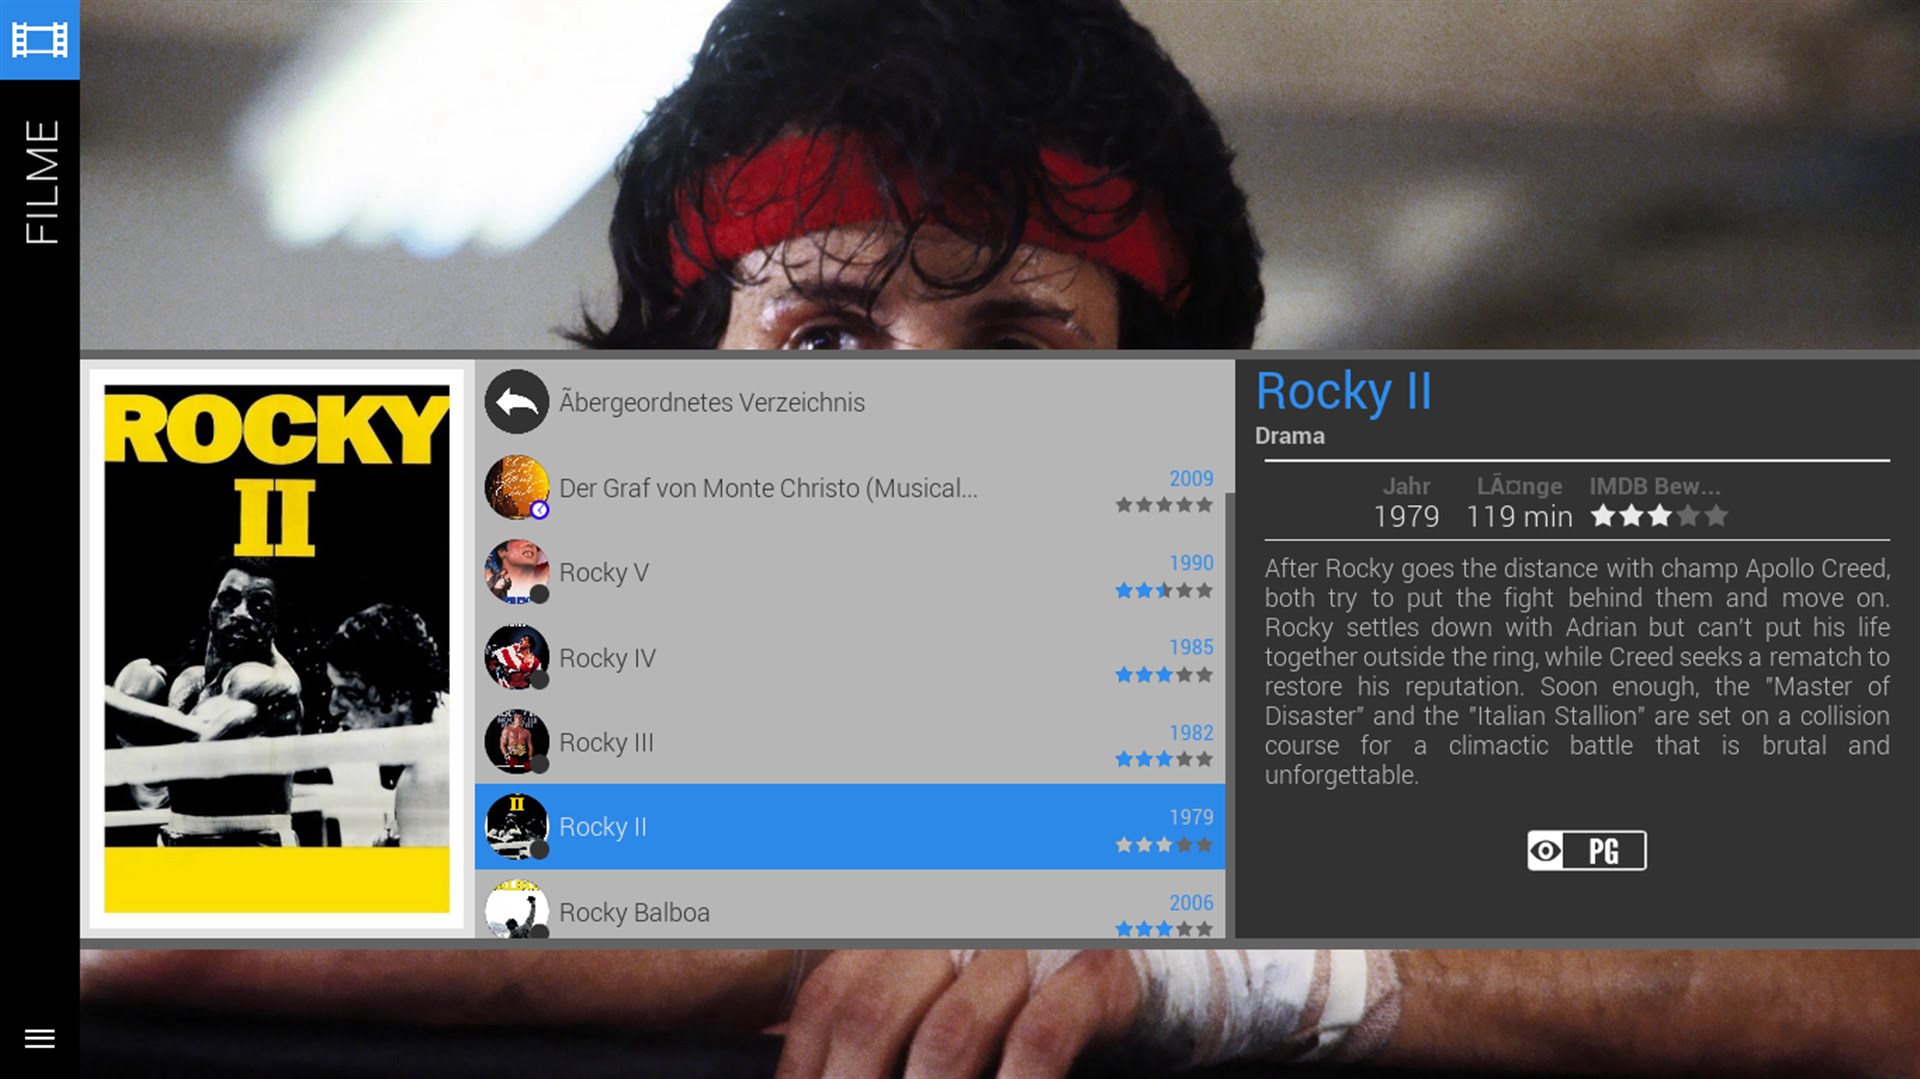 FILME
ROCKY
II
Ãbergeordnetes Verzeichnis
Der Graf von Monte Christo (Musical...
2009
Rocky V
1990
Rocky IV
1985
Rocky III
1982
II
Rocky II
1979
Rocky Balboa
2006
Rocky II
Drama
Jahr LÃ¤nge IMDB Bew...
1979 119 min
After Rocky goes the distance with champ Apollo Creed,
both try to put the fight behind them and move on.
Rocky settles down with Adrian but can't put his life
together outside the ring, while Creed seeks a rematch to
restore his reputation. Soon enough, the "Master of
Disaster" and the "Italian Stallion" are set on a collision
course for a climactic battle that is brutal and
unforgettable.
PG